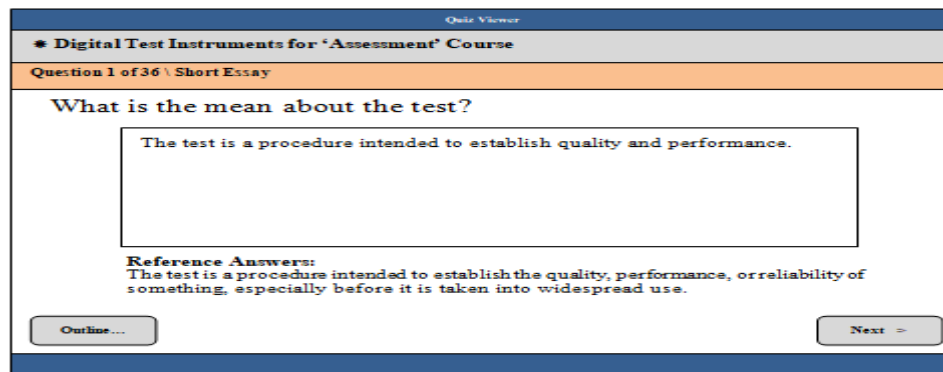 Quiz Viewer
✹ Digital Test Instruments for ‘Assessment’ Course
Question 1 of 36 \ Short Essay
What is the mean about the test?
The test is a procedure intended to establish quality and performance.
Reference Answers:
The test is a procedure intended to establish the quality, performance, or reliability of
something, especially before it is taken into widespread use.
Outline...
Next >